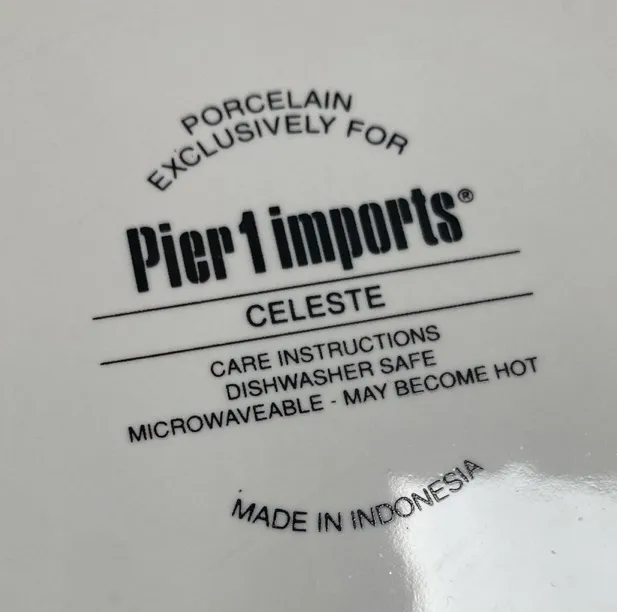 PORCELAIN
EXCLUSIVELY FOR
Pier 1 imports®
CELESTE
CARE INSTRUCTIONS
DISHWASHER SAFE
MICROWAVEABLE - MAY BECOME HOT
MADE IN INDONESIA